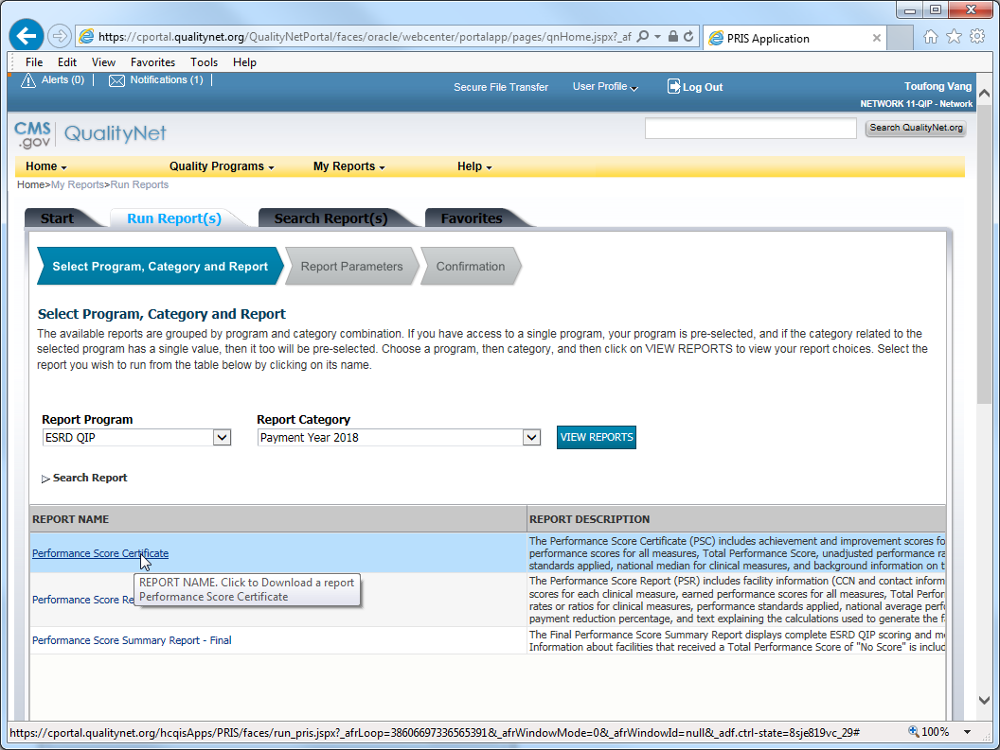 https://cportal.qualitynet.org/QualityNetPortal/faces/oracle/webcenter/portalapp/pages/qnHome.jspx?_af
PRIS Application
File Edit View Favorites Tools Help
Alerts (0) | Notifications (1) |
Secure File Transfer User Profile Log Out
Toufong Vang
NETWORK 11-QIP - Network
CMS
.gov
QualityNet
Search QualityNet.org
Home Quality Programs My Reports Help
Home>My Reports>Run Reports
Start Run Report(s) Search Report(s) Favorites
Select Program, Category and Report Report Parameters Confirmation
Select Program, Category and Report
The available reports are grouped by program and category combination. If you have access to a single program, your program is pre-selected, and if the category related to the
selected program has a single value, then it too will be pre-selected. Choose a program, then category, and then click on VIEW REPORTS to view your report choices. Select the
report you wish to run from the table below by clicking on its name.
Report Program Report Category
ESRD QIP Payment Year 2018 VIEW REPORTS
Search Report
REPORT NAME REPORT DESCRIPTION
Performance Score Certificate
The Performance Score Certificate (PSC) includes achievement and improvement scores fo
performance scores for all measures, Total Performance Score, unadjusted performance ra
standards applied, national median for clinical measures, and background information on t
REPORT NAME. Click to Download a report
Performance Score Certificate
Performance Score Re
The Performance Score Report (PSR) includes facility information (CCN and contact inform
scores for each clinical measure, earned performance scores for all measures, Total Perfor
rates or ratios for clinical measures, performance standards applied, national average perfo
payment reduction percentage, and text explaining the calculations used to generate the f
Performance Score Summary Report - Final
The Final Performance Score Summary Report displays complete ESRD QIP scoring and me
Information about facilities that received a Total Performance Score of "No Score" is includ
https://cportal.qualitynet.org/hcqisApps/PRIS/faces/run_pris.jspx?_afrLoop=38606697336565391&_afrWindowMode=0&_afrWindowId=null&_adf.ctrl-state=8sje819vc_29#
100%